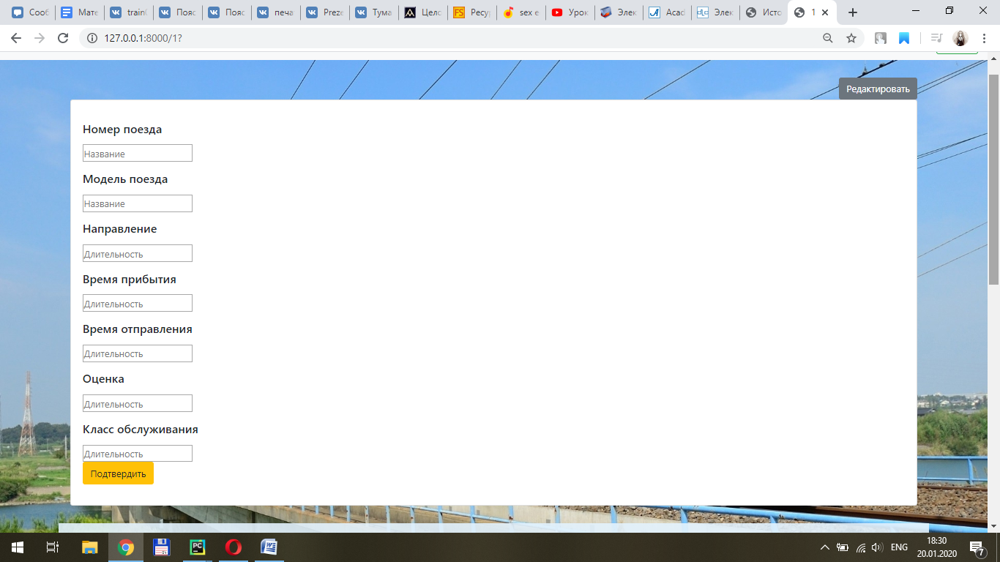 Сооб Мате train( Пояс Пояс печа Preze Тума Целс Ресур sex e Урок Элек Acad Элек Исто 1
127.0.0.1:8000/1?
Редактировать
Номер поезда
Название
Модель поезда
Название
Направление
Длительность
Время прибытия
Длительность
Время отправления
Длительность
Оценка
Длительность
Класс обслуживания
Длительность
Подтвердить
ENG
18:30
20.01.2020
7